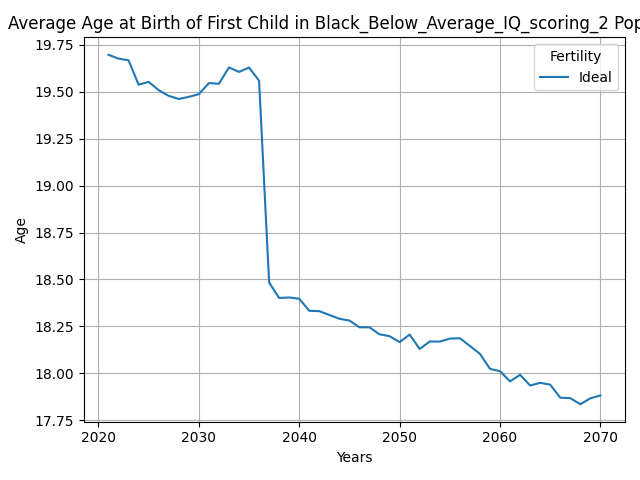 Average Age at Birth of First Child in Black_Below_Average_IQ_scoring_2 Pop
Fertility
Ideal
19.75
19.50
19.25
19.00
18.75
18.50
18.25
18.00
17.75
Age
2020 2030 2040 2050 2060 2070
Years